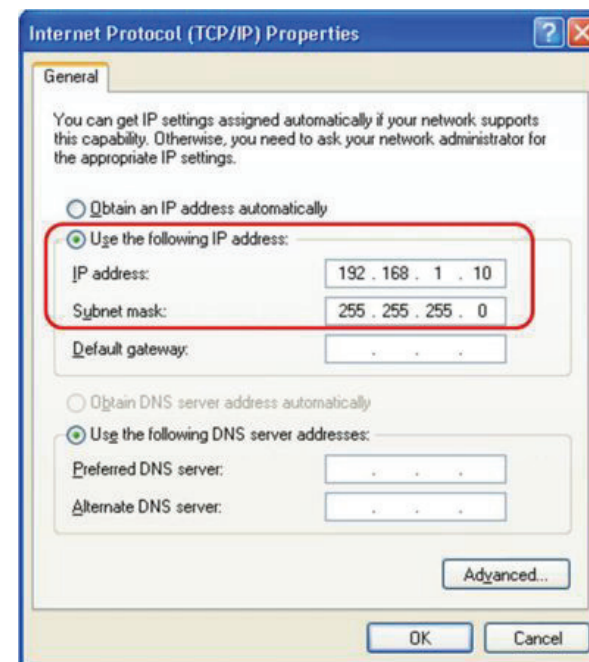 Internet Protocol (TCP/IP) Properties
General
You can get IP settings assigned automatically if your network supports
this capability. Otherwise, you need to ask your network administrator for
the appropriate IP settings.
Obtain an IP address automatically
Use the following IP address:
IP address: 192 . 168 . 1 . 10
Subnet mask: 255 . 255 . 255 . 0
Default gateway: . . .
Obtain DNS server address automatically
Use the following DNS server addresses:
Preferred DNS server: . . .
Alternate DNS server: . . .
Advanced...
OK Cancel